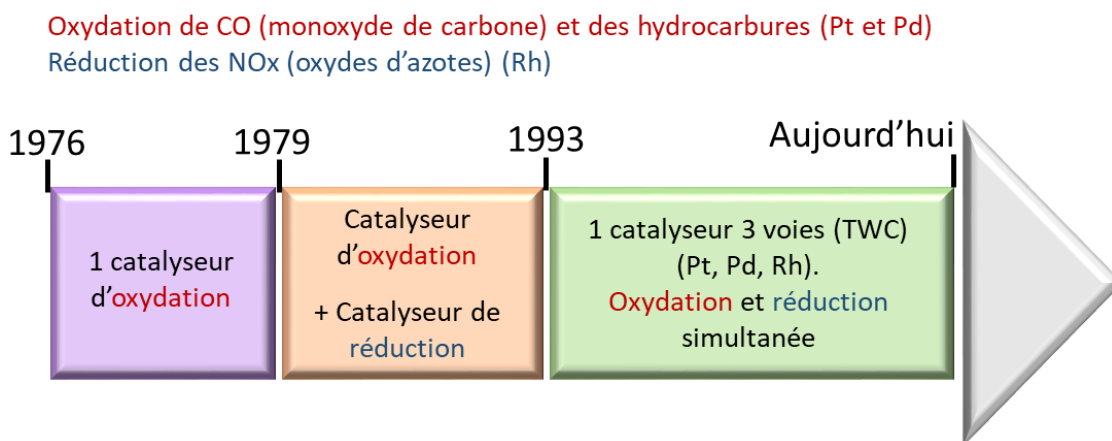 Oxydation de CO (monoxyde de carbone) et des hydrocarbures (Pt et Pd)
Réduction des NOx (oxydes d'azotes) (Rh)
1976
1979
1993
Aujourd'hui
1 catalyseur
d'oxydation
Catalyseur
d'oxydation
+ Catalyseur de
réduction
1 catalyseur 3 voies (TWC)
(Pt, Pd, Rh).
Oxydation et réduction
simultanée